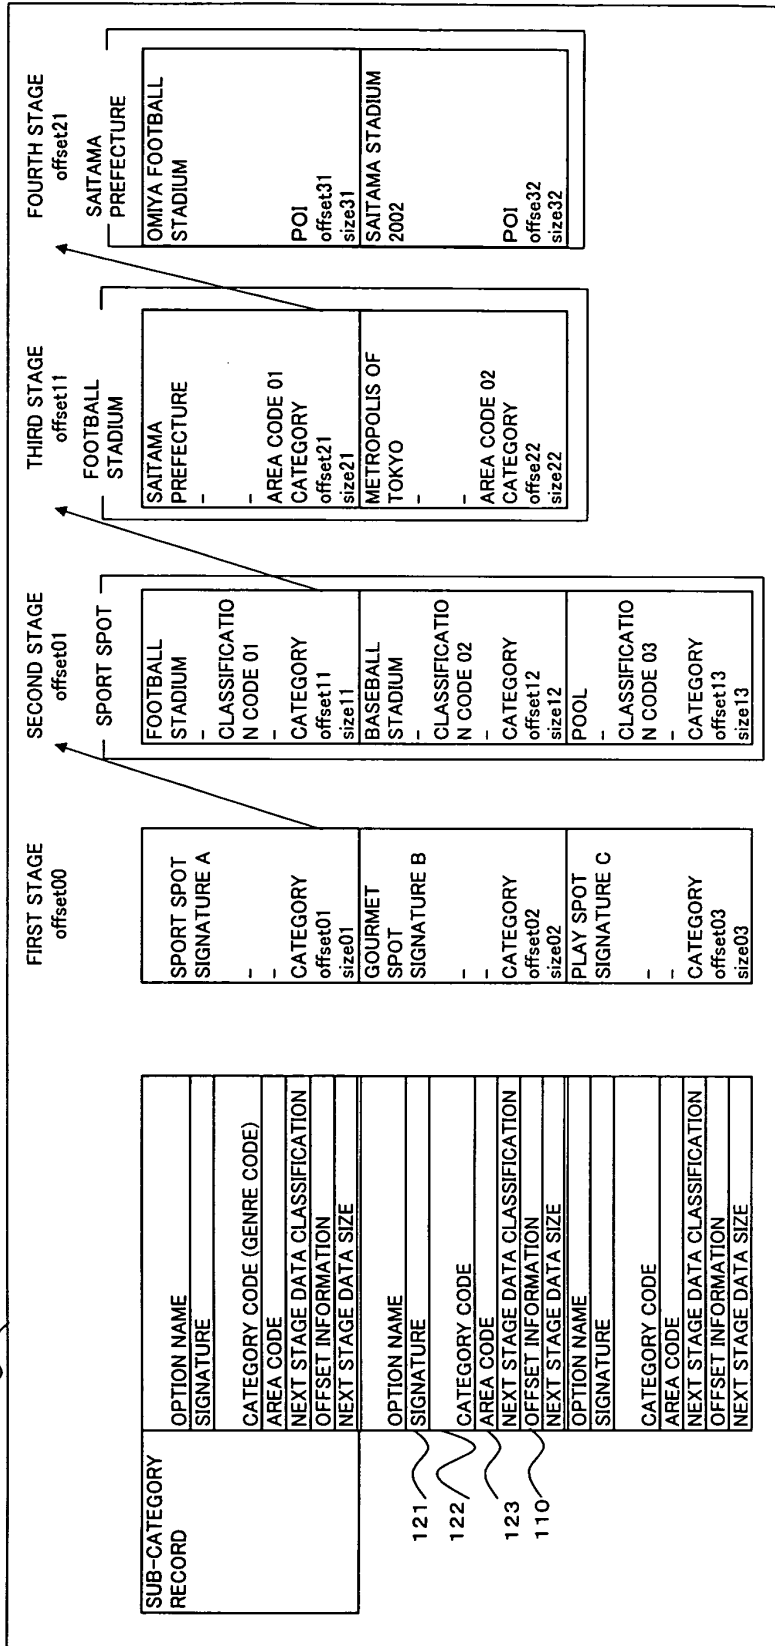 SUB-CATEGORY
RECORD
OPTION NAME
SIGNATURE
CATEGORY CODE (GENRE CODE)
AREA CODE
NEXT STAGE DATA CLASSIFICATION
OFFSET INFORMATION
NEXT STAGE DATA SIZE
OPTION NAME
SIGNATURE
CATEGORY CODE
AREA CODE
NEXT STAGE DATA CLASSIFICATION
OFFSET INFORMATION
NEXT STAGE DATA SIZE
OPTION NAME
SIGNATURE
CATEGORY CODE
AREA CODE
NEXT STAGE DATA CLASSIFICATION
OFFSET INFORMATION
NEXT STAGE DATA SIZE
121
122
123
110
FIRST STAGE
offset00
SPORT SPOT
SIGNATURE A
-
-
CATEGORY
offset01
size01
GOURMET
SPOT
SIGNATURE B
-
-
CATEGORY
offset02
size02
PLAY SPOT
SIGNATURE C
-
-
CATEGORY
offset03
size03
SECOND STAGE
offset01
SPORT SPOT
FOOTBALL
STADIUM
-
CLASSIFICATIO
N CODE 01
-
CATEGORY
offset11
size11
BASEBALL
STADIUM
-
CLASSIFICATIO
N CODE 02
-
CATEGORY
offset12
size12
POOL
-
CLASSIFICATIO
N CODE 03
-
CATEGORY
offset13
size13
THIRD STAGE
offset11
FOOTBALL
STADIUM
SAITAMA
PREFECTURE
-
-
AREA CODE 01
CATEGORY
offset21
size21
METROPOLIS OF
TOKYO
-
-
AREA CODE 02
CATEGORY
offse22
size22
FOURTH STAGE
offset21
SAITAMA
PREFECTURE
OMIYA FOOTBALL
STADIUM
POI
offset31
size31
SAITAMA STADIUM
2002
POI
offse32
size32